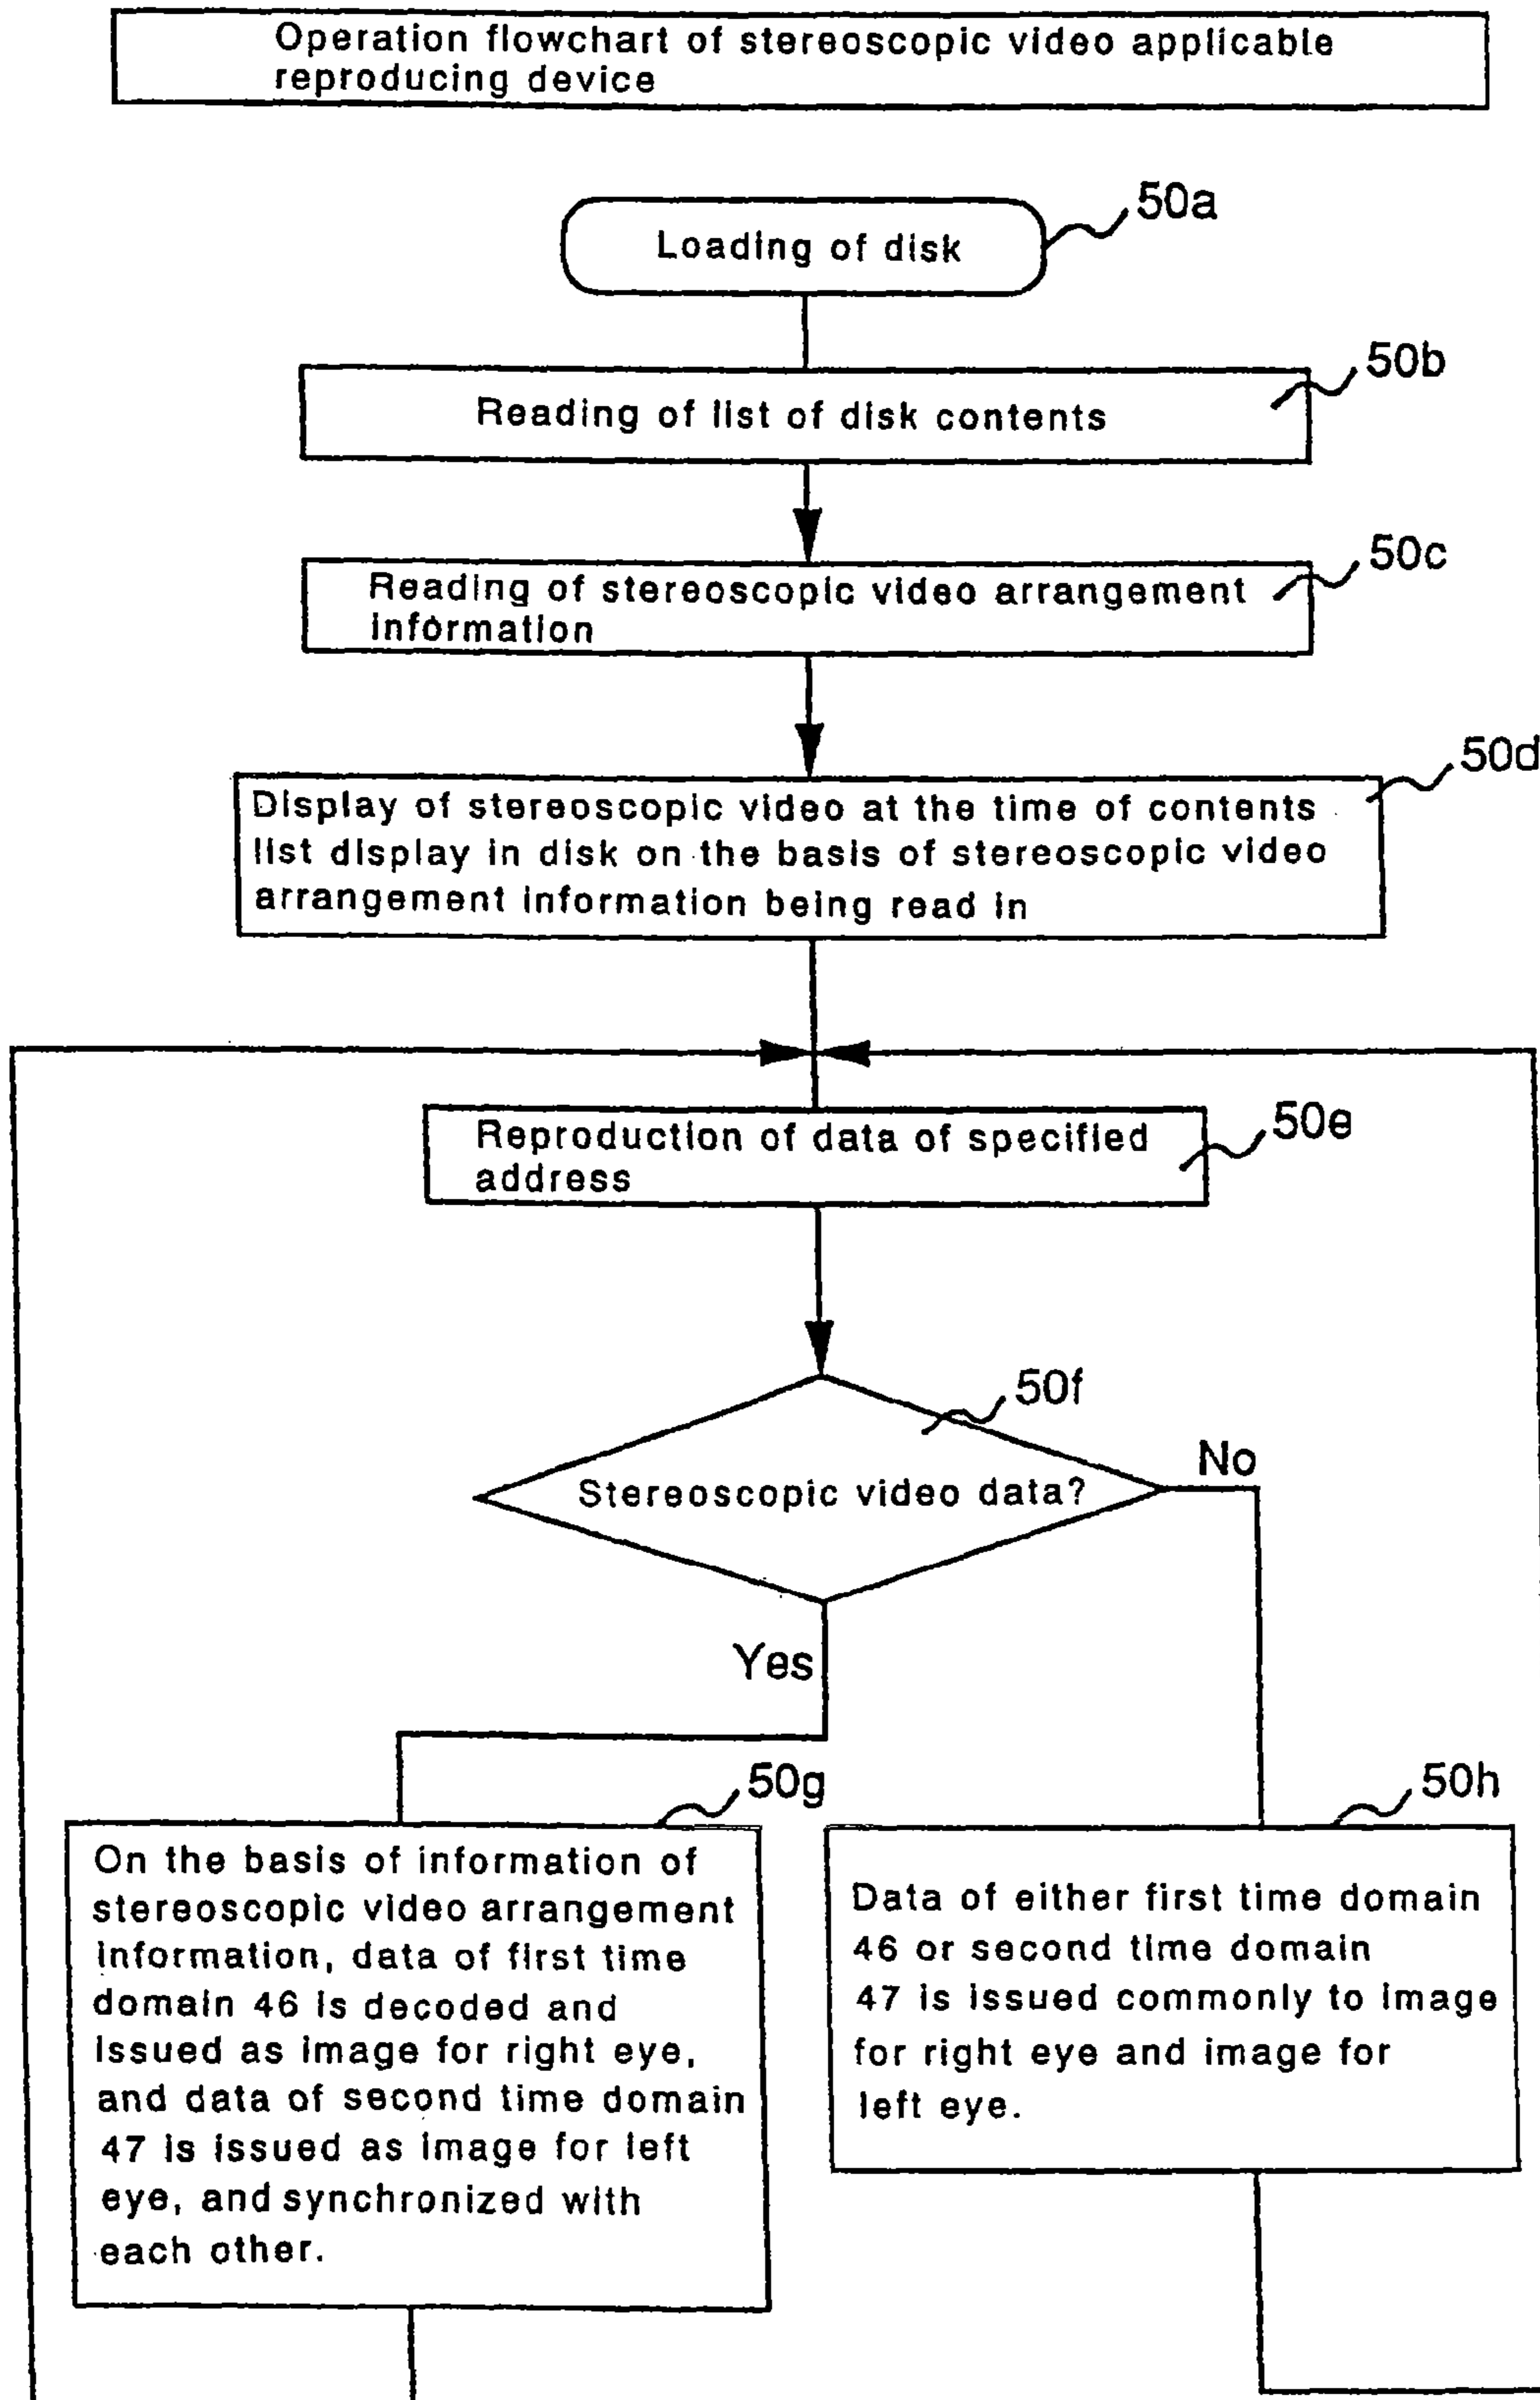 Operation flowchart of stereoscopic video applicable
reproducing device
50a
Loading of disk
50b
Reading of list of disk contents
50c
Reading of stereoscopic video arrangement
information
50d
Display of stereoscopic video at the time of contents
list display in disk on the basis of stereoscopic video
arrangement information being read in
50e
Reproduction of data of specified
address
50f
Stereoscopic video data?
No
Yes
50g
On the basis of information of
stereoscopic video arrangement
information, data of first time
domain 46 is decoded and
issued as image for right eye,
and data of second time domain
47 is issued as image for left
eye, and synchronized with
each other.
50h
Data of either first time domain
46 or second time domain
47 is issued commonly to image
for right eye and image for
left eye.